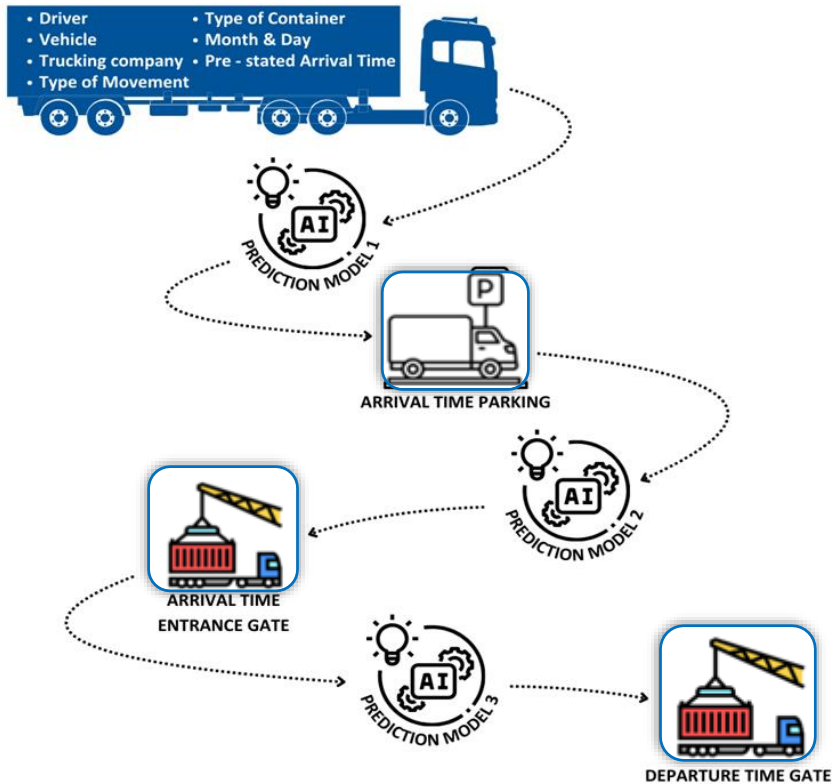 • Driver
• Vehicle
• Trucking company
• Type of Movement
• Type of Container
• Month & Day
• Pre - stated Arrival Time
AI
PREDICTION MODEL 1
P
ARRIVAL TIME PARKING
AI
PREDICTION MODEL 2
ARRIVAL TIME
ENTRANCE GATE
AI
PREDICTION MODEL 3
DEPARTURE TIME GATE